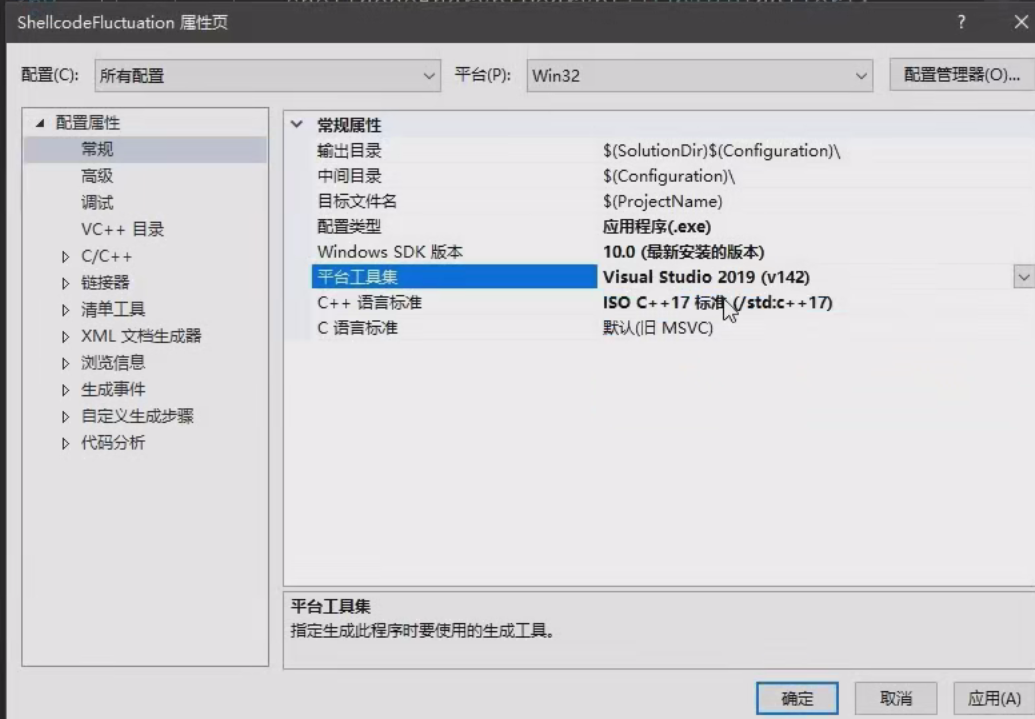 ShellcodeFluctuation 属性页
?
配置(C): 所有配置 平台(P): Win32 配置管理器(O)...
配置属性
常规
高级
调试
VC++ 目录
C/C++
链接器
清单工具
XML 文档生成器
浏览信息
生成事件
自定义生成步骤
代码分析
常规属性
输出目录 $(SolutionDir)$(Configuration)\
中间目录 $(Configuration)\
目标文件名 $(ProjectName)
配置类型 应用程序(.exe)
Windows SDK 版本 10.0 (最新安装的版本)
平台工具集 Visual Studio 2019 (v142)
C++ 语言标准 ISO C++17 标准 (/std:c++17)
C 语言标准 默认(旧 MSVC)
平台工具集
指定生成此程序时要使用的生成工具。
确定 取消 应用(A)